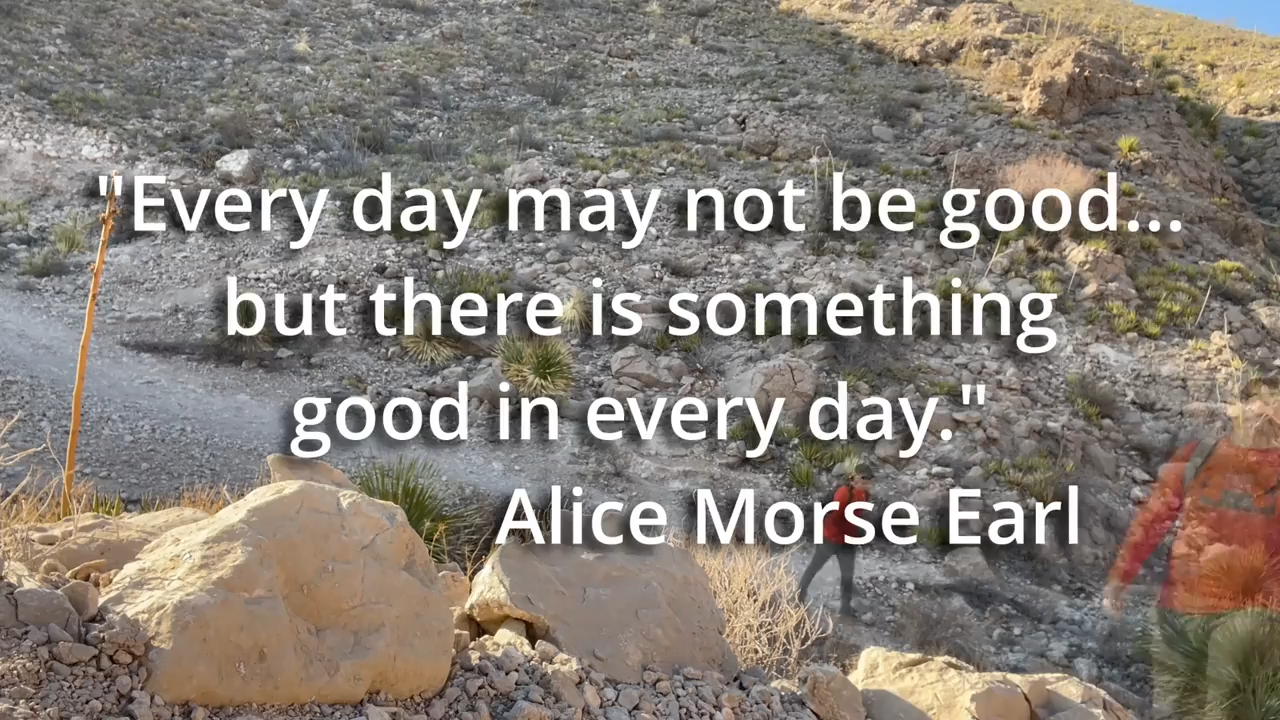 "Every day may not be good...
but there is something
good in every day."
Alice Morse Earl